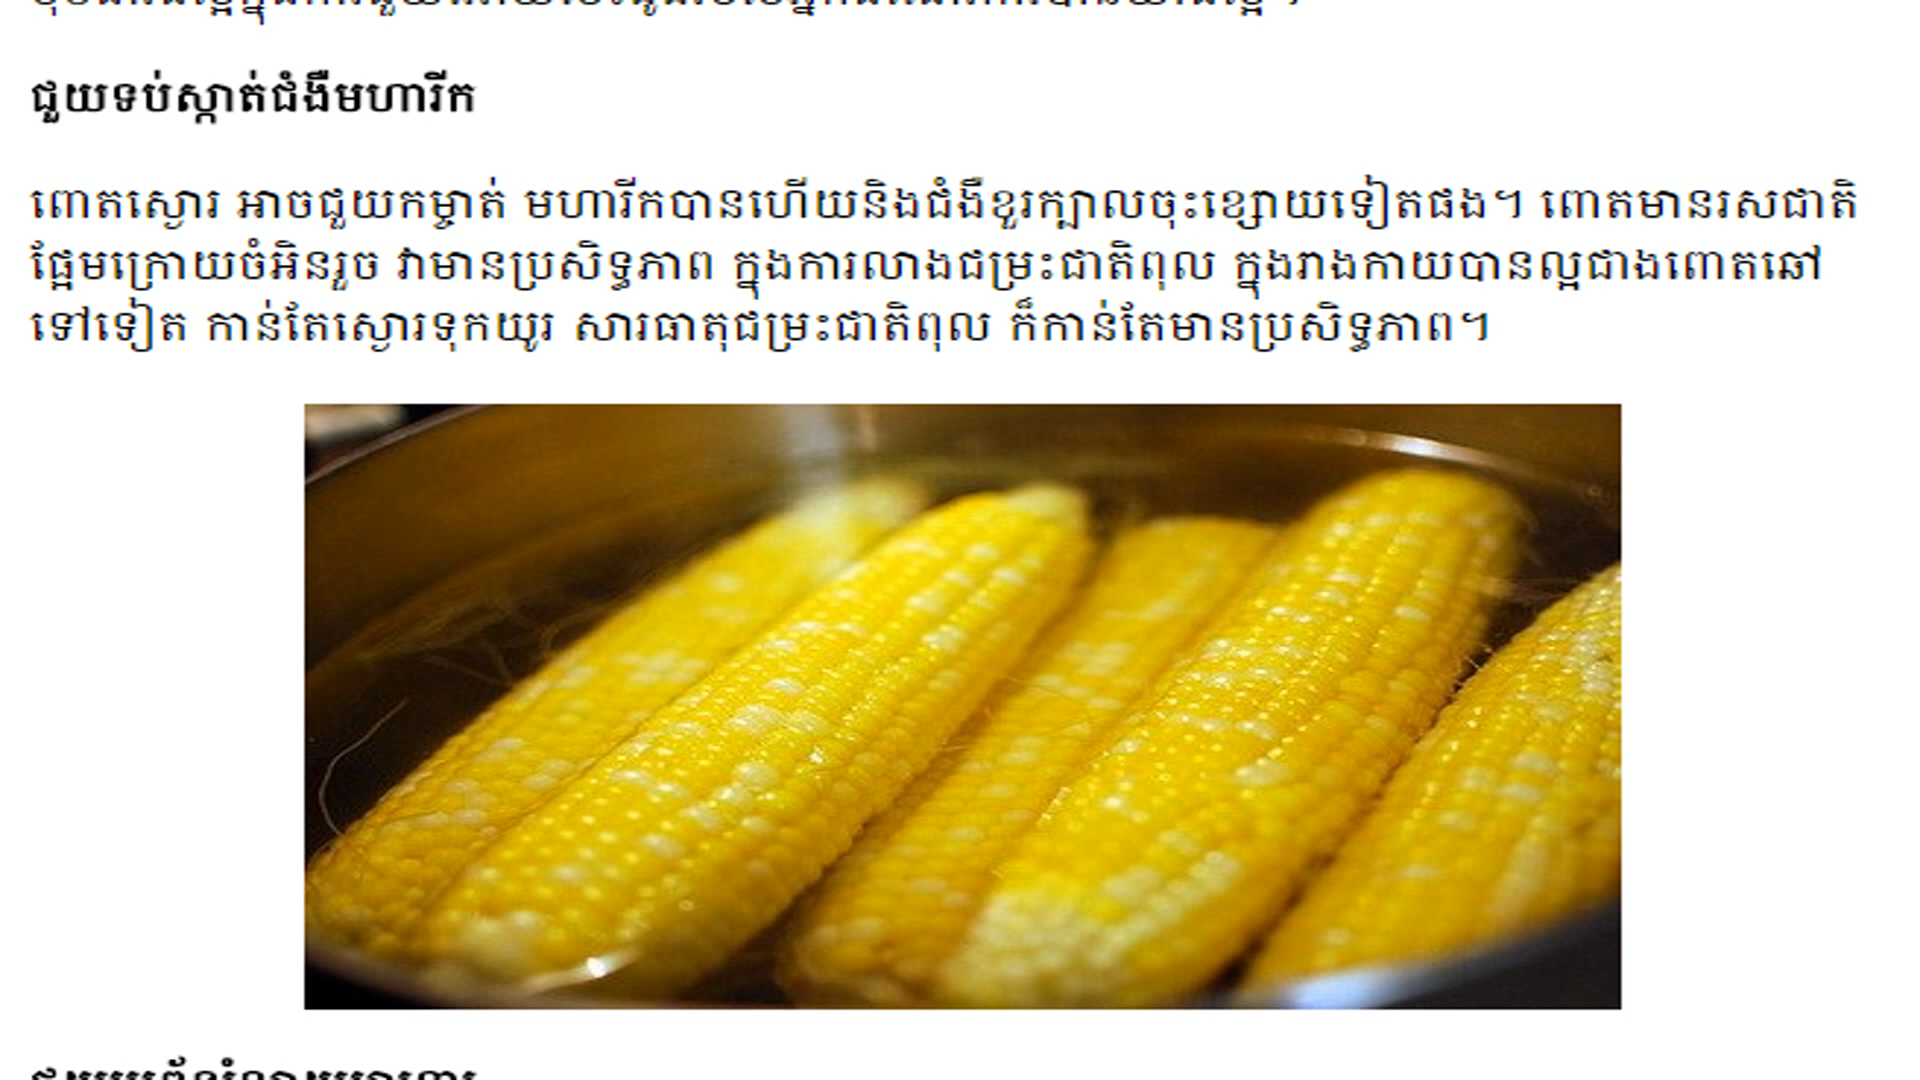 ជួយទប់ស្កាត់ជំងឺមហារីក
ពោតស្ងោរ អាចជួយកម្ចាត់ មហារីកបានហើយនិងជំងឺខួរក្បាលចុះខ្សោយទៀតផង។ ពោតមានរសជាតិ
ផ្អែមក្រោយចំអិនរួច វាមានប្រសិទ្ធភាព ក្នុងការលាងជម្រះជាតិពុល ក្នុងរាងកាយបានល្អជាងពោតឆៅ
ទៅទៀត កាន់តែស្ងោរទុកយូរ សារធាតុជម្រះជាតិពុល ក៏កាន់តែមានប្រសិទ្ធភាព។